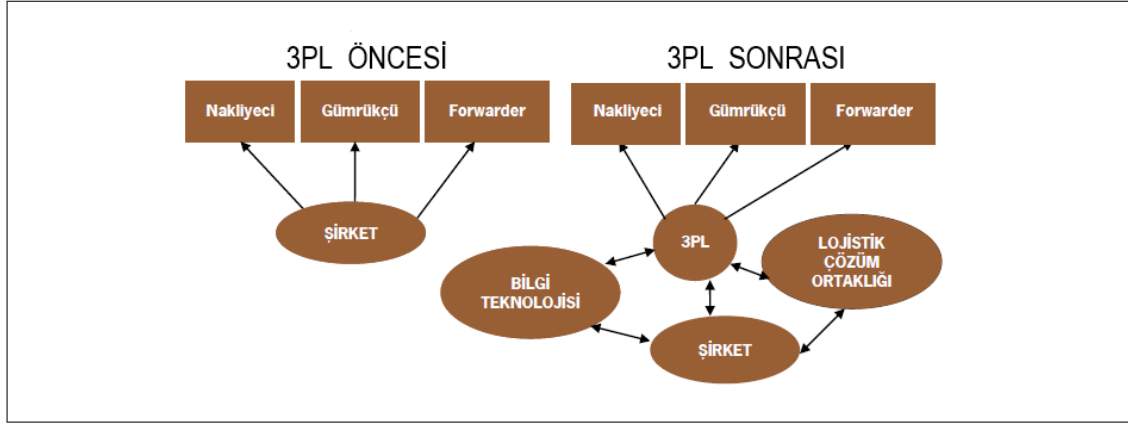 3PL ÖNCESİ
Nakliyeci
Gümrükçü
Forwarder
ŞİRKET
3PL SONRASI
Nakliyeci
Gümrükçü
Forwarder
3PL
LOJİSTİK
ÇÖZÜM
ORTAKLIĞI
BİLGİ
TEKNOLOJİSİ
ŞİRKET